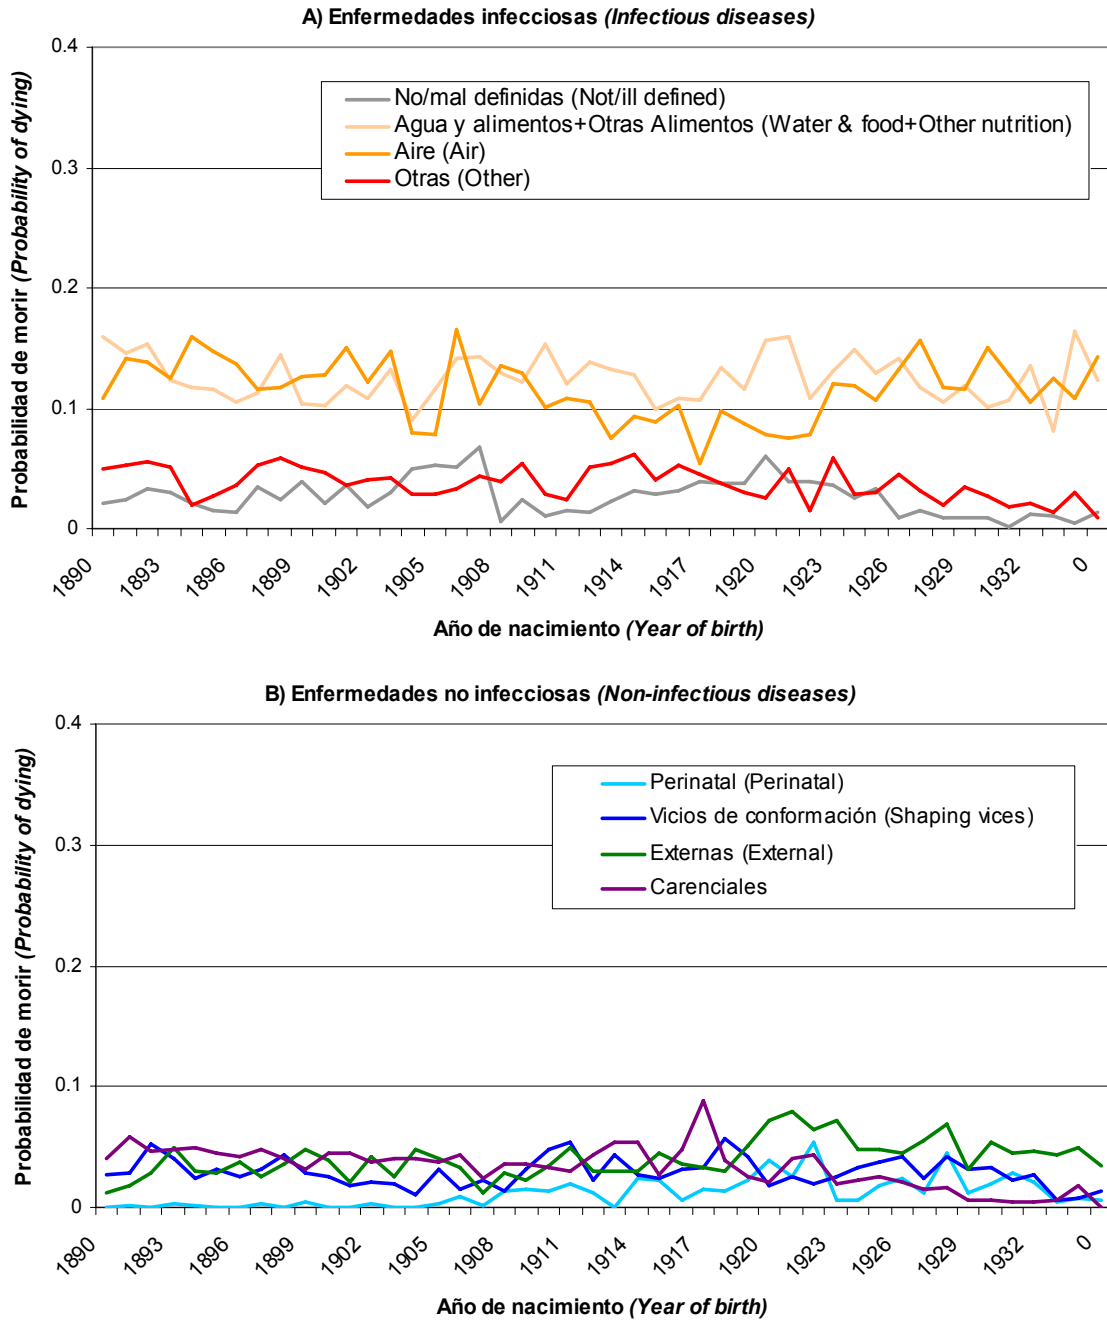 A) Enfermedades infecciosas (Infectious diseases)
0.4
0.3
0.2
0.1
0
Probabilidad de morir (Probability of dying)
No/mal definidas (Not/ill defined)
Agua y alimentos+Otras Alimentos (Water & food+Other nutrition)
Aire (Air)
Otras (Other)
1890 1893 1896 1899 1902 1905 1908 1911 1914 1917 1920 1923 1926 1929 1932 0
Año de nacimiento (Year of birth)
B) Enfermedades no infecciosas (Non-infectious diseases)
0.4
0.3
0.2
0.1
0
Probabilidad de morir (Probability of dying)
Perinatal (Perinatal)
Vicios de conformación (Shaping vices)
Externas (External)
Carenciales
1890 1893 1896 1899 1902 1905 1908 1911 1914 1917 1920 1923 1926 1929 1932 0
Año de nacimiento (Year of birth)